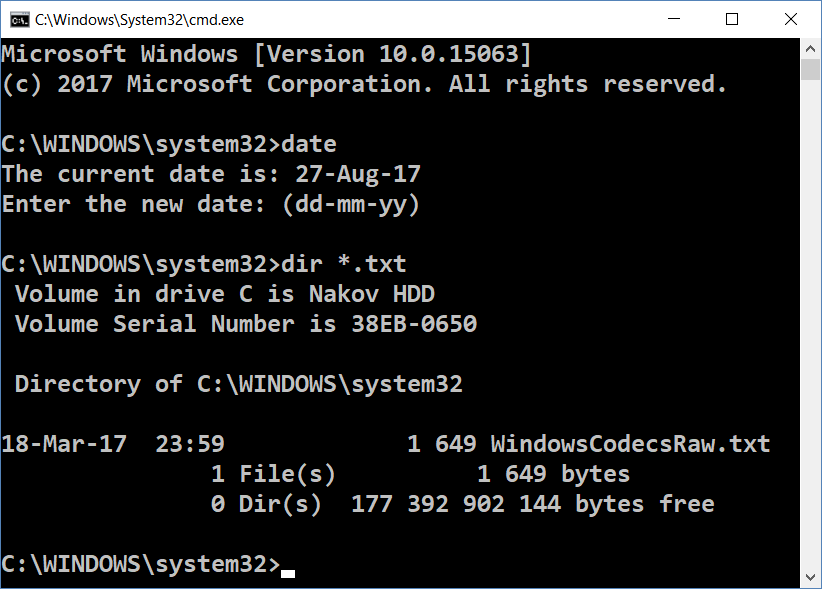 C:\Windows\System32\cmd.exe
Microsoft Windows [Version 10.0.15063]
(c) 2017 Microsoft Corporation. All rights reserved.
C:\WINDOWS\system32>date
The current date is: 27-Aug-17
Enter the new date: (dd-mm-yy)
C:\WINDOWS\system32>dir *.txt
Volume in drive C is Nakov HDD
Volume Serial Number is 38EB-0650
Directory of C:\WINDOWS\system32
18-Mar-17  23:59             1 649 WindowsCodecsRaw.txt
1 File(s)          1 649 bytes
0 Dir(s)  177 392 902 144 bytes free
C:\WINDOWS\system32>